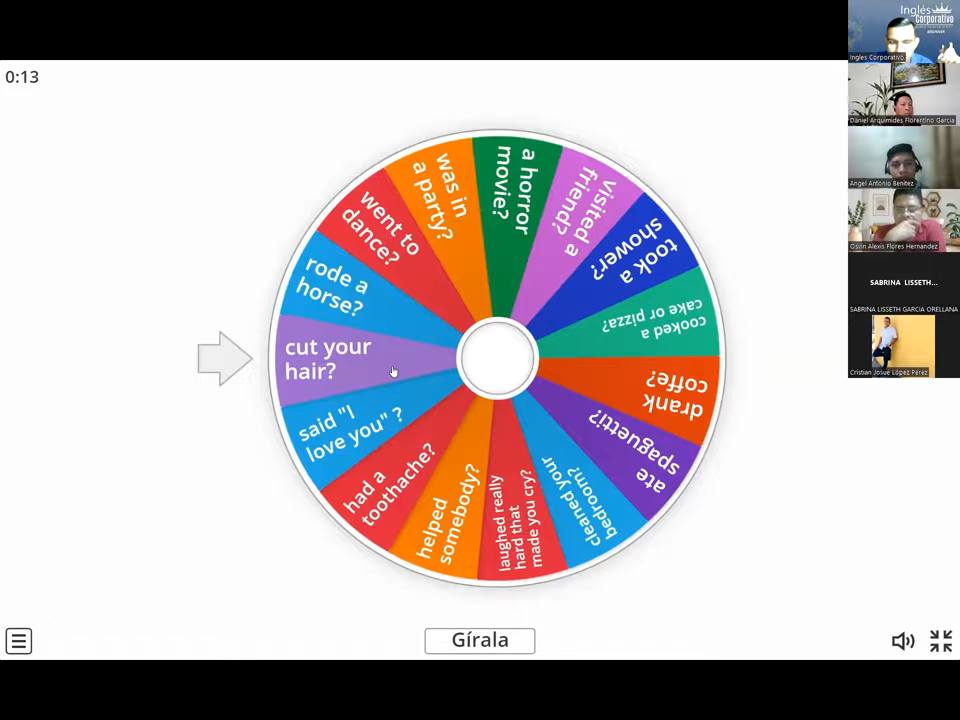 0:13
a horror
movie?
visited a
friend?
took a
shower?
cooked a
cake or pizza?
drank
coffe?
ate
spaguetti?
cleaned your
bedroom?
laughed really
hard that
made you cry?
helped
somebody?
had a
toothache?
said "I
love you" ?
cut your
hair?
rode a
horse?
went to
dance?
was in
a party?
Gírala
Inglés
Corporativo
Ingles Corporativo
Daniel Arquimides Florentino Garcia
Angel Antonio Benitez
Osvin Alexis Flores Hernandez
SABRINA LISSETH...
SABRINA LISSETH GARCIA ORELLANA
Cristian Josue López Pérez